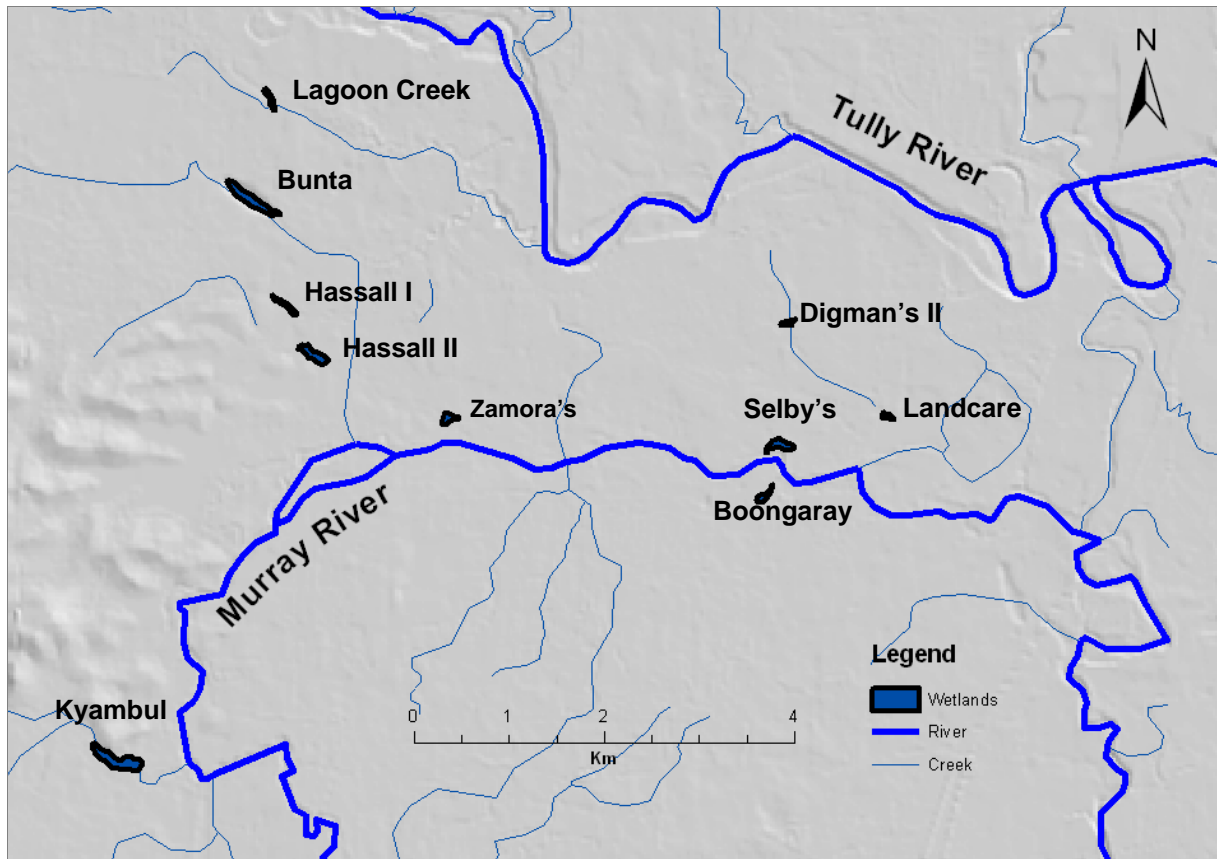 N
Lagoon Creek
Tully River
Bunta
Hassall I
Digman's II
Hassall II
Zamora's
Selby's
Landcare
Boongaray
Murray River
Legend
Kyambul
Wetlands
0 1 2 4
River
Km
Creek